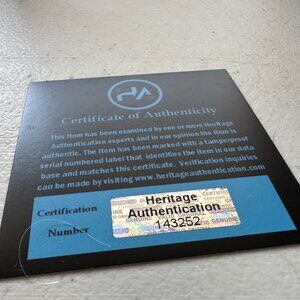 HA
Certificate of Authenticity
This item has been examined by one or more Heritage
Authentication experts and in our opinion the item is
authentic. The item has been marked with a tamperproof
serial numbered label that identifies the item in our data
base and matches this certificate. Verification inquiries
can be made by visiting www.heritageauthentication.com.
Certification
Number
Heritage
Authentication
143252
GENUINE